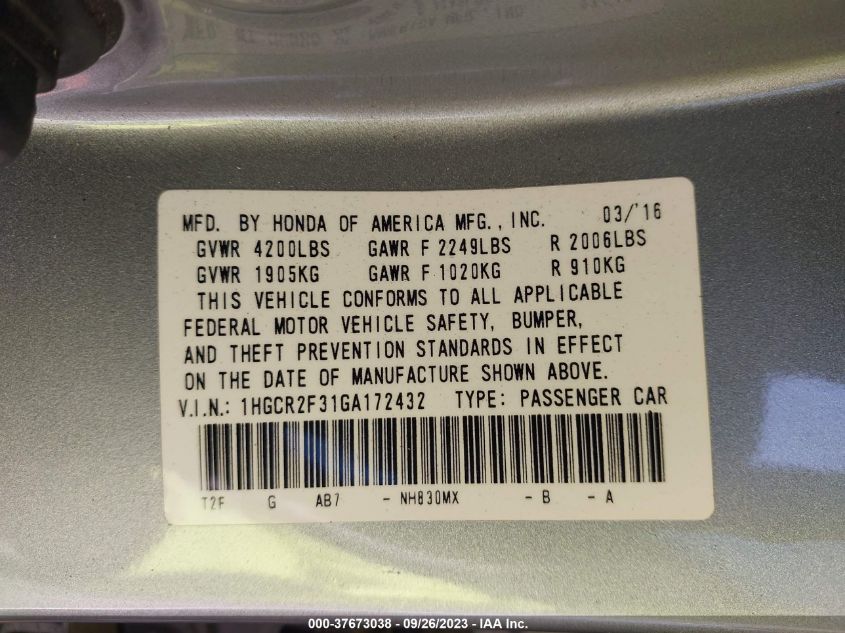 MFD. BY HONDA OF AMERICA MFG., INC. 03/'16
GVWR 4200LBS GAWR F 2249LBS R 2006LBS
GVWR 1905KG GAWR F 1020KG R 910KG
THIS VEHICLE CONFORMS TO ALL APPLICABLE
FEDERAL MOTOR VEHICLE SAFETY, BUMPER,
AND THEFT PREVENTION STANDARDS IN EFFECT
ON THE DATE OF MANUFACTURE SHOWN ABOVE.
V.I.N.: 1HGCR2F31GA172432 TYPE: PASSENGER CAR
T2F G AB7 - NH830MX - B - A
000-37673038 - 09/26/2023 - IAA Inc.